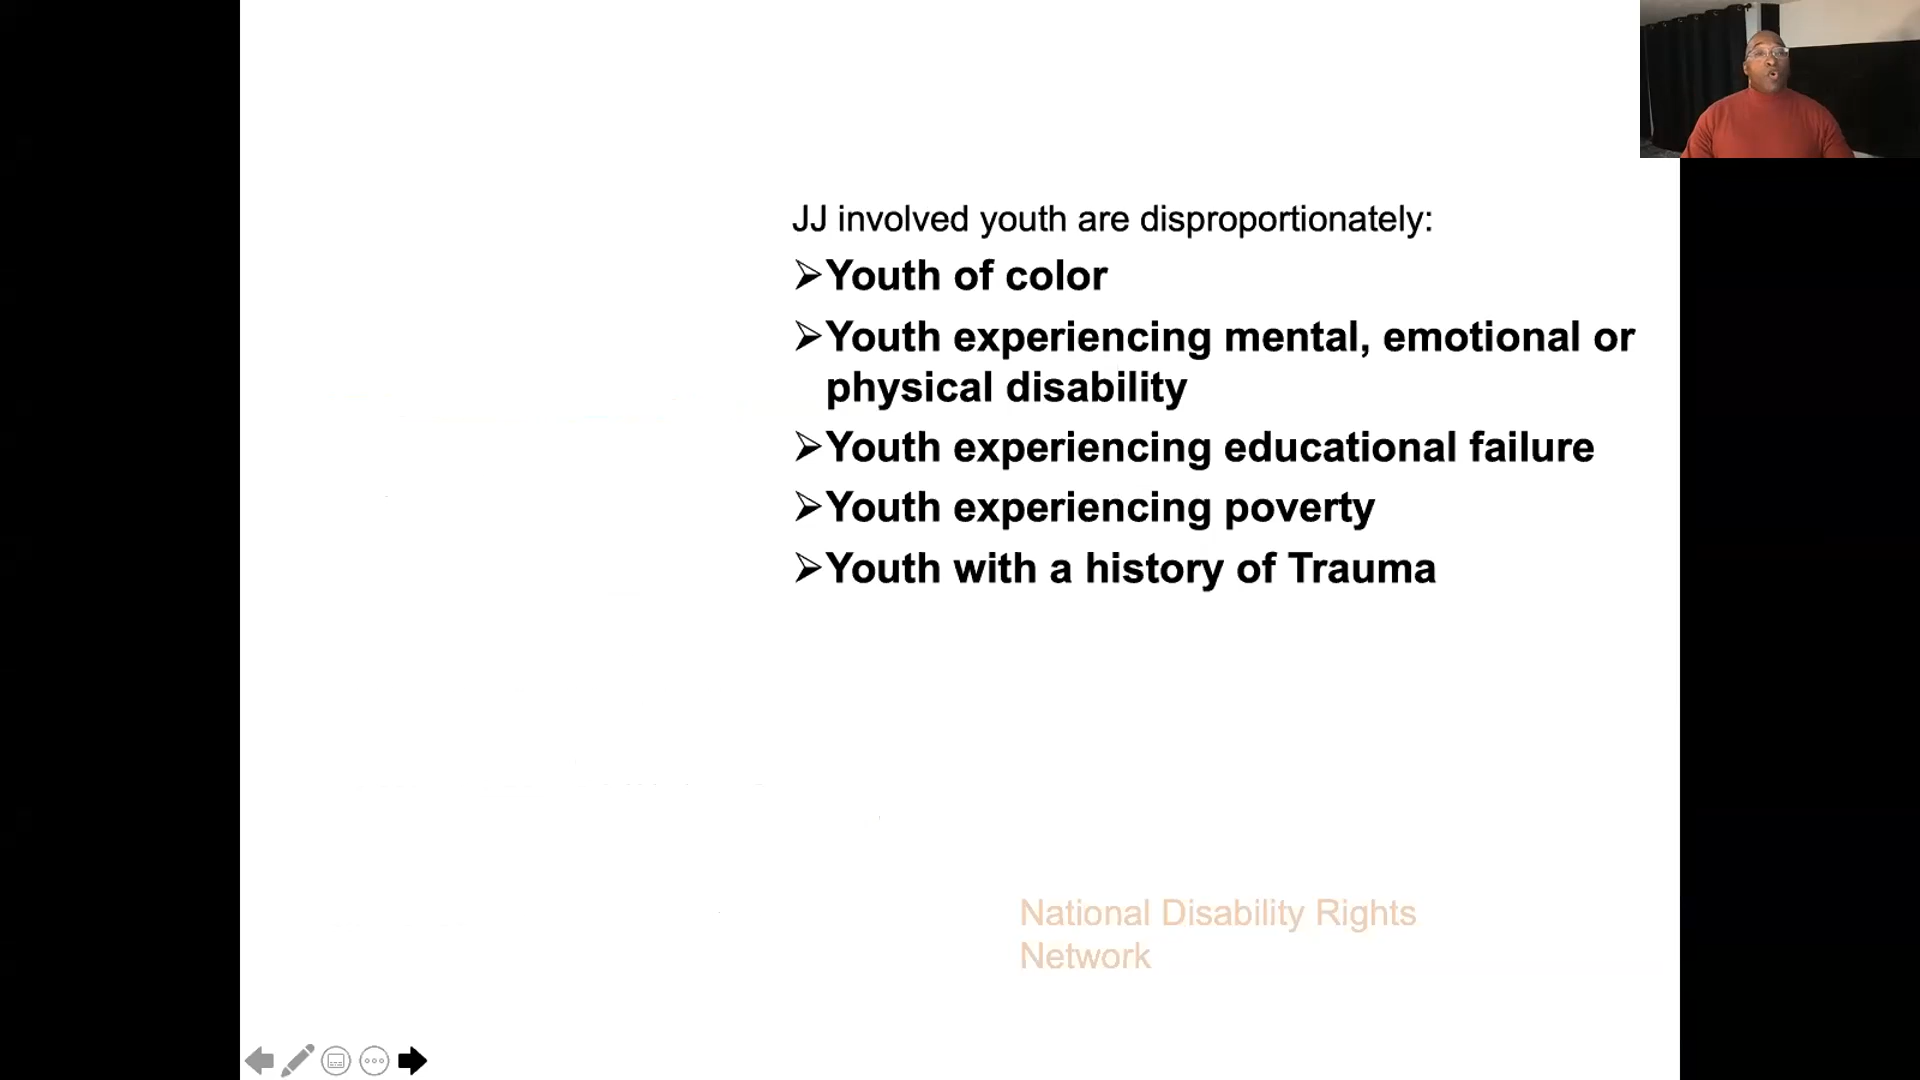 JJ involved youth are disproportionately:
➢Youth of color
➢Youth experiencing mental, emotional or
physical disability
➢Youth experiencing educational failure
➢Youth experiencing poverty
➢Youth with a history of Trauma
National Disability Rights
Network